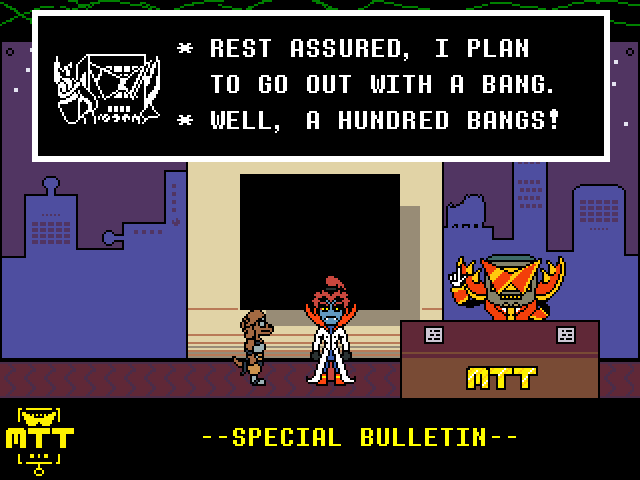 * REST ASSURED, I PLAN
TO GO OUT WITH A BANG.
* WELL, A HUNDRED BANGS!
MTT
MTT
--SPECIAL BULLETIN--